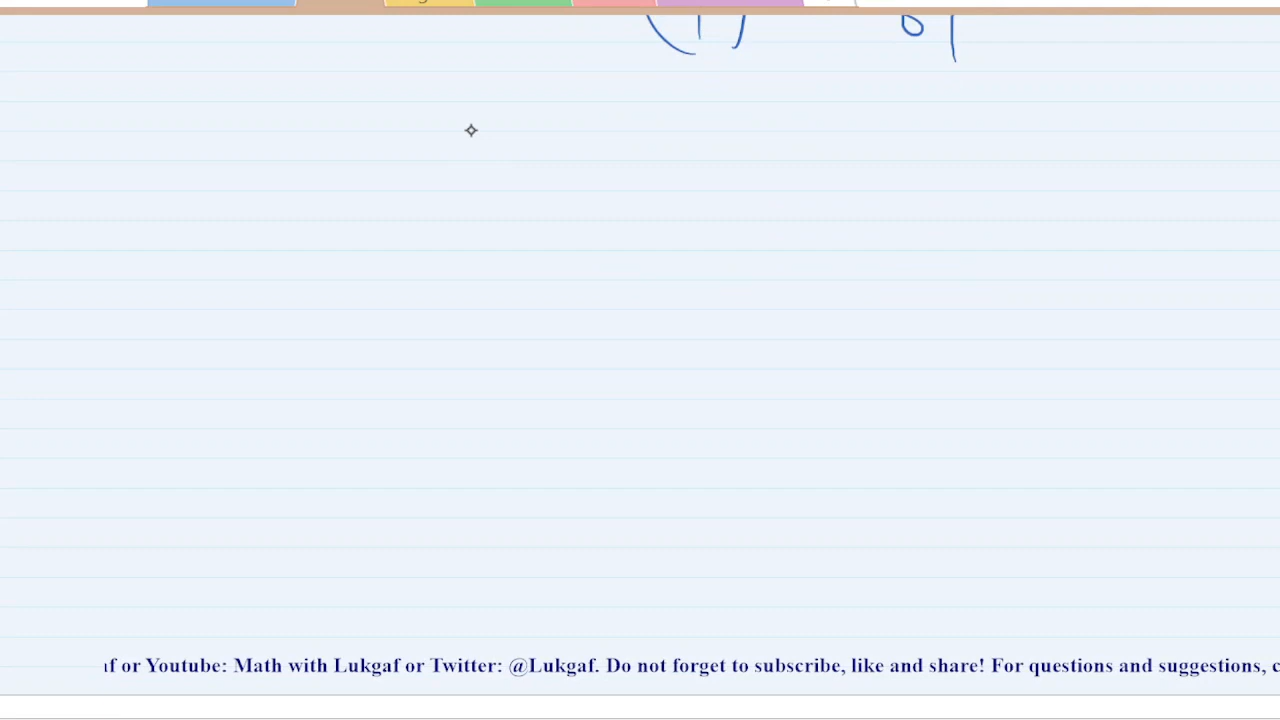 f or Youtube: Math with Lukgaf or Twitter: @Lukgaf. Do not forget to subscribe, like and share! For questions and suggestions, c